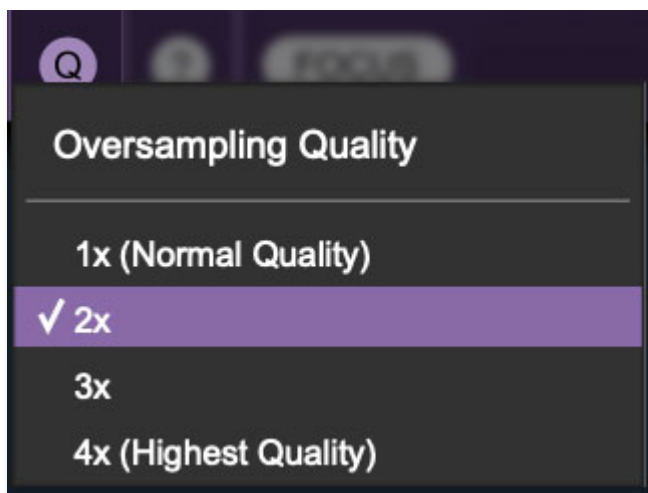 Q
Oversampling Quality
1x (Normal Quality)
✓ 2x
3x
4x (Highest Quality)